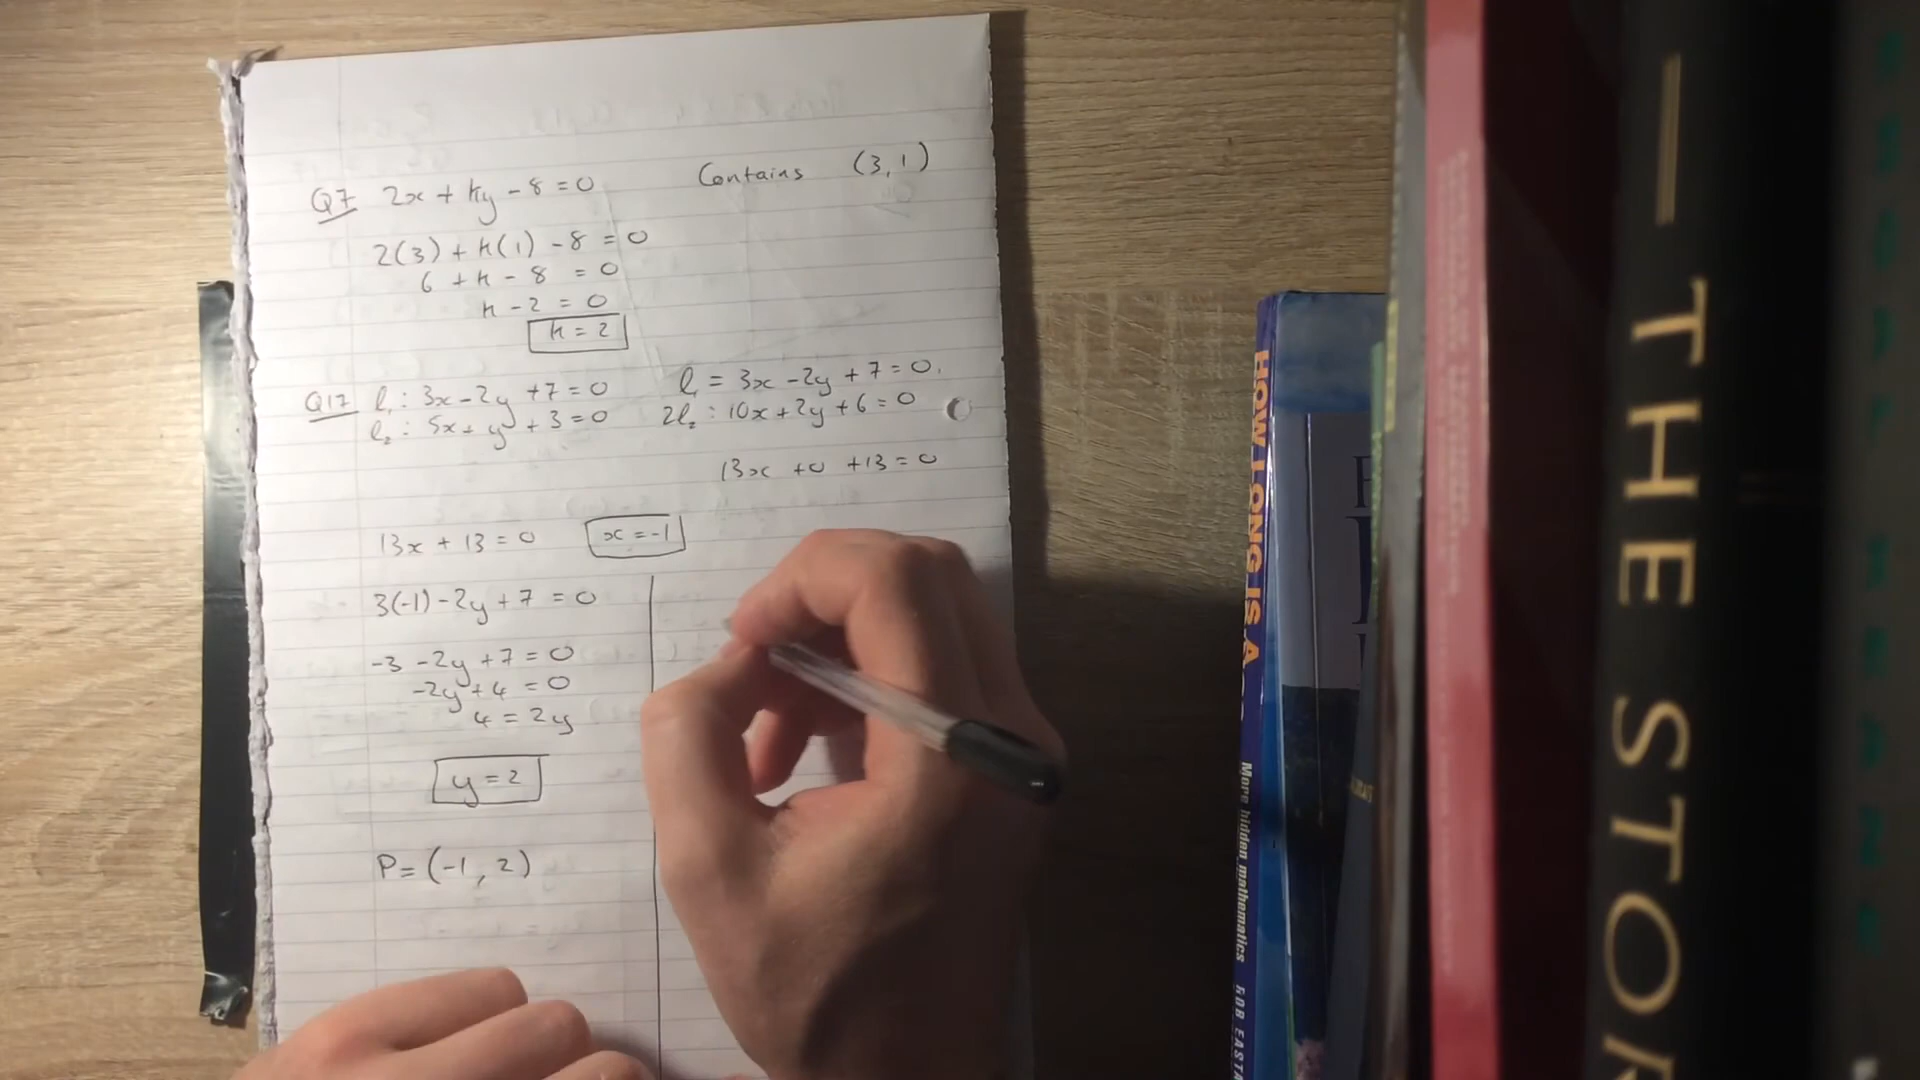 Q7 2x + ky - 8 = 0 Contains (3, 1)
2(3) + k(1) - 8 = 0
6 + k - 8 = 0
k - 2 = 0
k = 2
Q17 l₁ : 3x - 2y + 7 = 0
l₂ : 5x + y + 3 = 0
l₁ = 3x - 2y + 7 = 0
2l₂ : 10x + 2y + 6 = 0
13x + 0 + 13 = 0
13x + 13 = 0 x = -1
3(-1) - 2y + 7 = 0
-3 - 2y + 7 = 0
-2y + 4 = 0
4 = 2y
y = 2
P = (-1, 2)
HOW LONG IS A
More hidden mathematics ROB EASTA
THE STOR